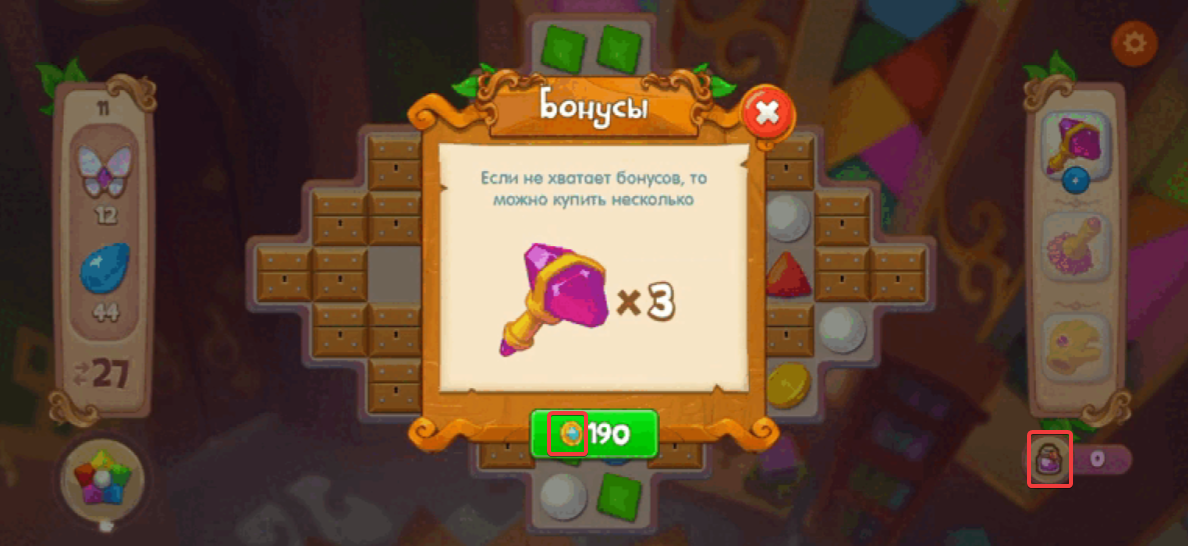 Бонусы
11
Если не хватает бонусов, то
можно купить несколько
12
× 3
44
27
190
0